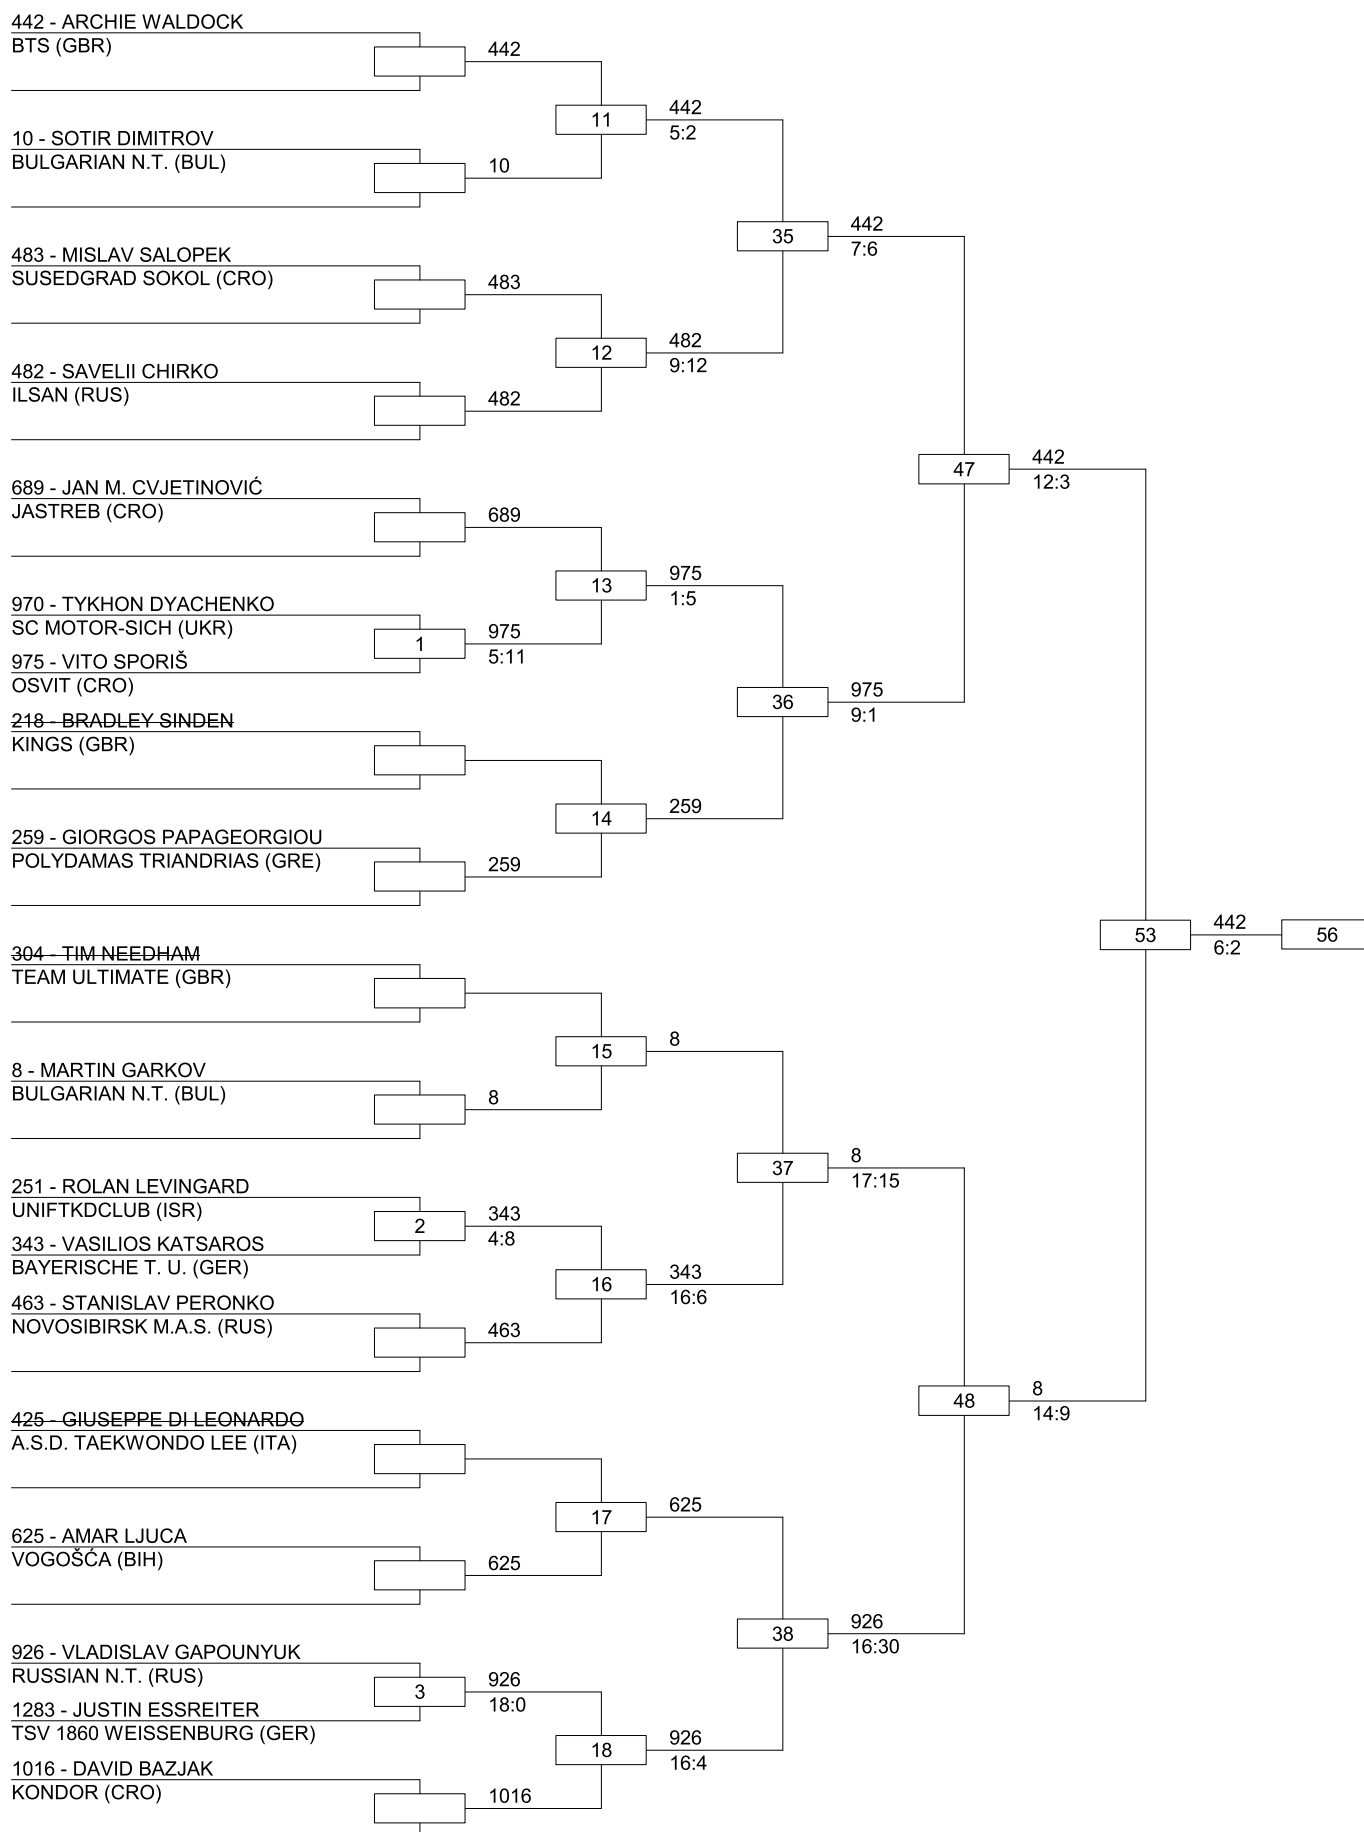 442 - ARCHIE WALDOCK
BTS (GBR)
442
11
442
5:2
10 - SOTIR DIMITROV
BULGARIAN N.T. (BUL)
10
35
442
7:6
483 - MISLAV SALOPEK
SUSEDGRAD SOKOL (CRO)
483
12
482
9:12
482 - SAVELII CHIRKO
ILSAN (RUS)
482
47
442
12:3
689 - JAN M. CVJETINOVIĆ
JASTREB (CRO)
689
13
975
1:5
970 - TYKHON DYACHENKO
SC MOTOR-SICH (UKR)
1
975
5:11
975 - VITO SPORIŠ
OSVIT (CRO)
36
975
9:1
218 - BRADLEY SINDEN
KINGS (GBR)
14
259
259 - GIORGOS PAPAGEORGIOU
POLYDAMAS TRIANDRIAS (GRE)
259
53
442
6:2
56
304 - TIM NEEDHAM
TEAM ULTIMATE (GBR)
15
8
8 - MARTIN GARKOV
BULGARIAN N.T. (BUL)
8
37
8
17:15
251 - ROLAN LEVINGARD
UNIFTKDCLUB (ISR)
2
343
4:8
343 - VASILIOS KATSAROS
BAYERISCHE T. U. (GER)
16
343
16:6
463 - STANISLAV PERONKO
NOVOSIBIRSK M.A.S. (RUS)
463
48
8
14:9
425 - GIUSEPPE DI LEONARDO
A.S.D. TAEKWONDO LEE (ITA)
17
625
625 - AMAR LJUCA
VOGOŠĆA (BIH)
625
38
926
16:30
926 - VLADISLAV GAPOUNYUK
RUSSIAN N.T. (RUS)
3
926
18:0
1283 - JUSTIN ESSREITER
TSV 1860 WEISSENBURG (GER)
18
926
16:4
1016 - DAVID BAZJAK
KONDOR (CRO)
1016